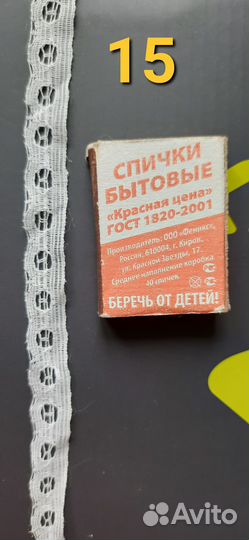 15
СПИЧКИ
БЫТОВЫЕ
«Красная цена»
ГОСТ 1820-2001
Производитель: ООО «Феникс»,
Россия, 610004, г. Киров,
ул. Красной Звезды, 17.
Среднее наполнение коробка
40 спичек.
БЕРЕЧЬ ОТ ДЕТЕЙ!
Avito